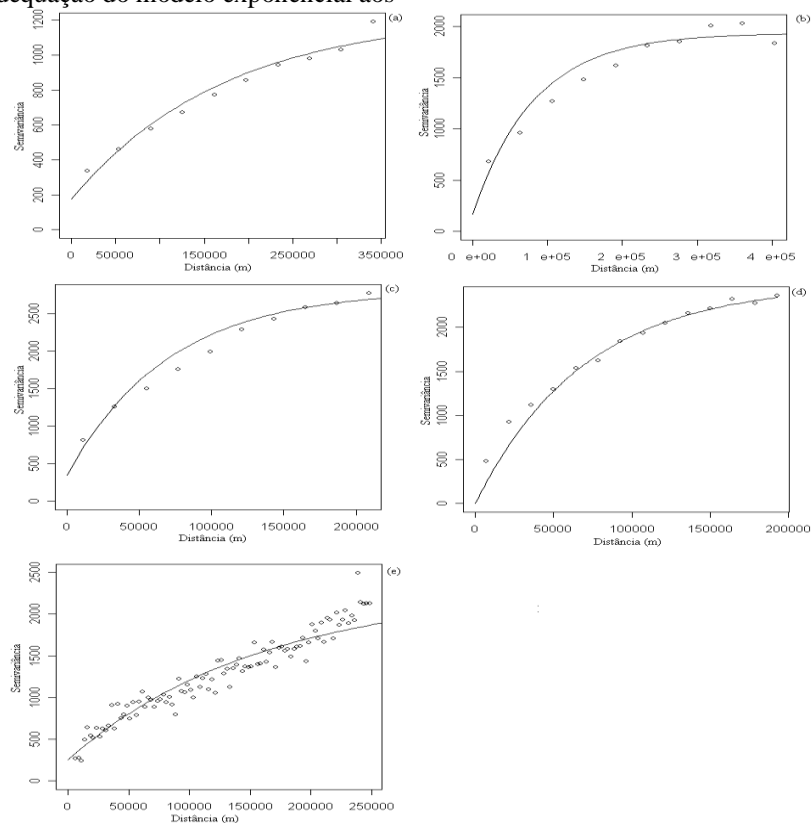 dequação do modelo exponencial aos
(a)
1200
1000
800
600
400
200
0
Semivariância
0 50000 150000 250000 350000
Distância (m)
(b)
2000
1500
1000
500
0
Semivariância
0 e+00 1 e+05 2 e+05 3 e+05 4 e+05
Distância (m)
(c)
2500
2000
1500
1000
500
0
Semivariância
0 50000 100000 150000 200000
Distância (m)
(d)
2000
1500
1000
500
0
Semivariância
0 50000 100000 150000 200000
Distância (m)
(e)
2500
2000
1500
1000
500
0
Semivariância
0 50000 100000 150000 200000 250000
Distância (m)